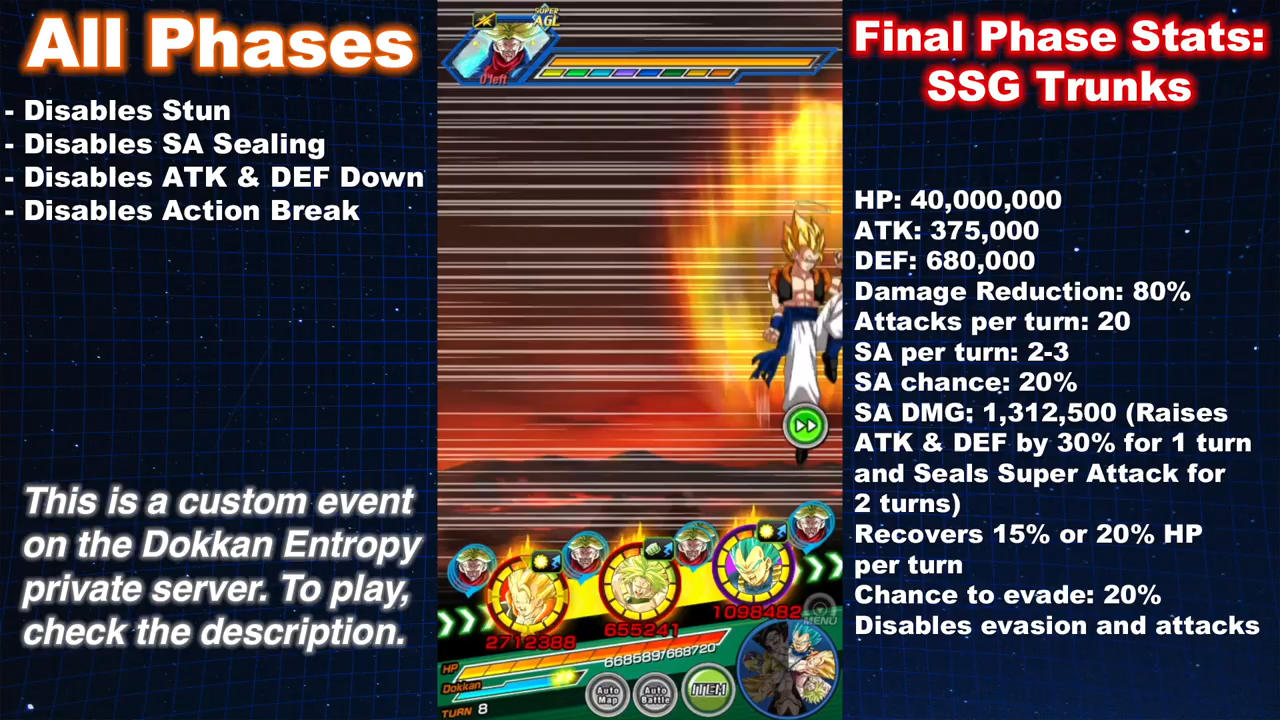 All Phases
- Disables Stun
- Disables SA Sealing
- Disables ATK & DEF Down
- Disables Action Break
This is a custom event
on the Dokkan Entropy
private server. To play,
check the description.
SUPER
AGL
0 left
2712388
655241
1098482
MENU
HP
668589/668720
Dokkan
Auto
Map
Auto
Battle
ITEM
TURN 8
Final Phase Stats:
SSG Trunks
HP: 40,000,000
ATK: 375,000
DEF: 680,000
Damage Reduction: 80%
Attacks per turn: 20
SA per turn: 2-3
SA chance: 20%
SA DMG: 1,312,500 (Raises
ATK & DEF by 30% for 1 turn
and Seals Super Attack for
2 turns)
Recovers 15% or 20% HP
per turn
Chance to evade: 20%
Disables evasion and attacks